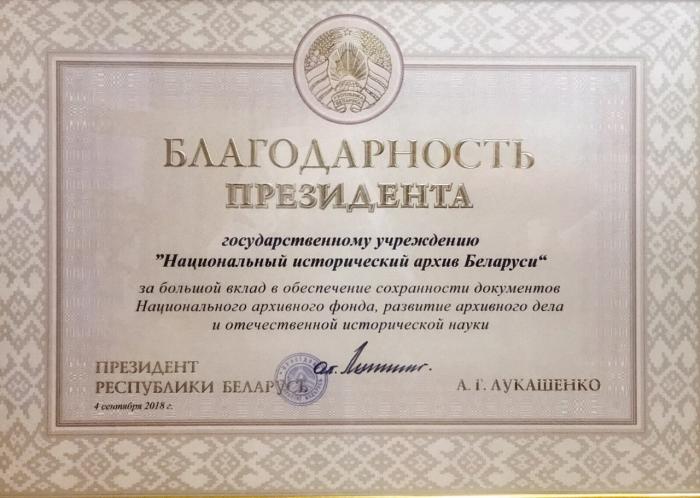 БЛАГОДАРНОСТЬ
ПРЕЗИДЕНТА
государственному учреждению
"Национальный исторический архив Беларуси“
за большой вклад в обеспечение сохранности документов
Национального архивного фонда, развитие архивного дела
и отечественной исторической науки
ПРЕЗИДЕНТ
РЕСПУБЛИКИ БЕЛАРУСЬ
А. Г. ЛУКАШЕНКО
4 сентября 2018 г.